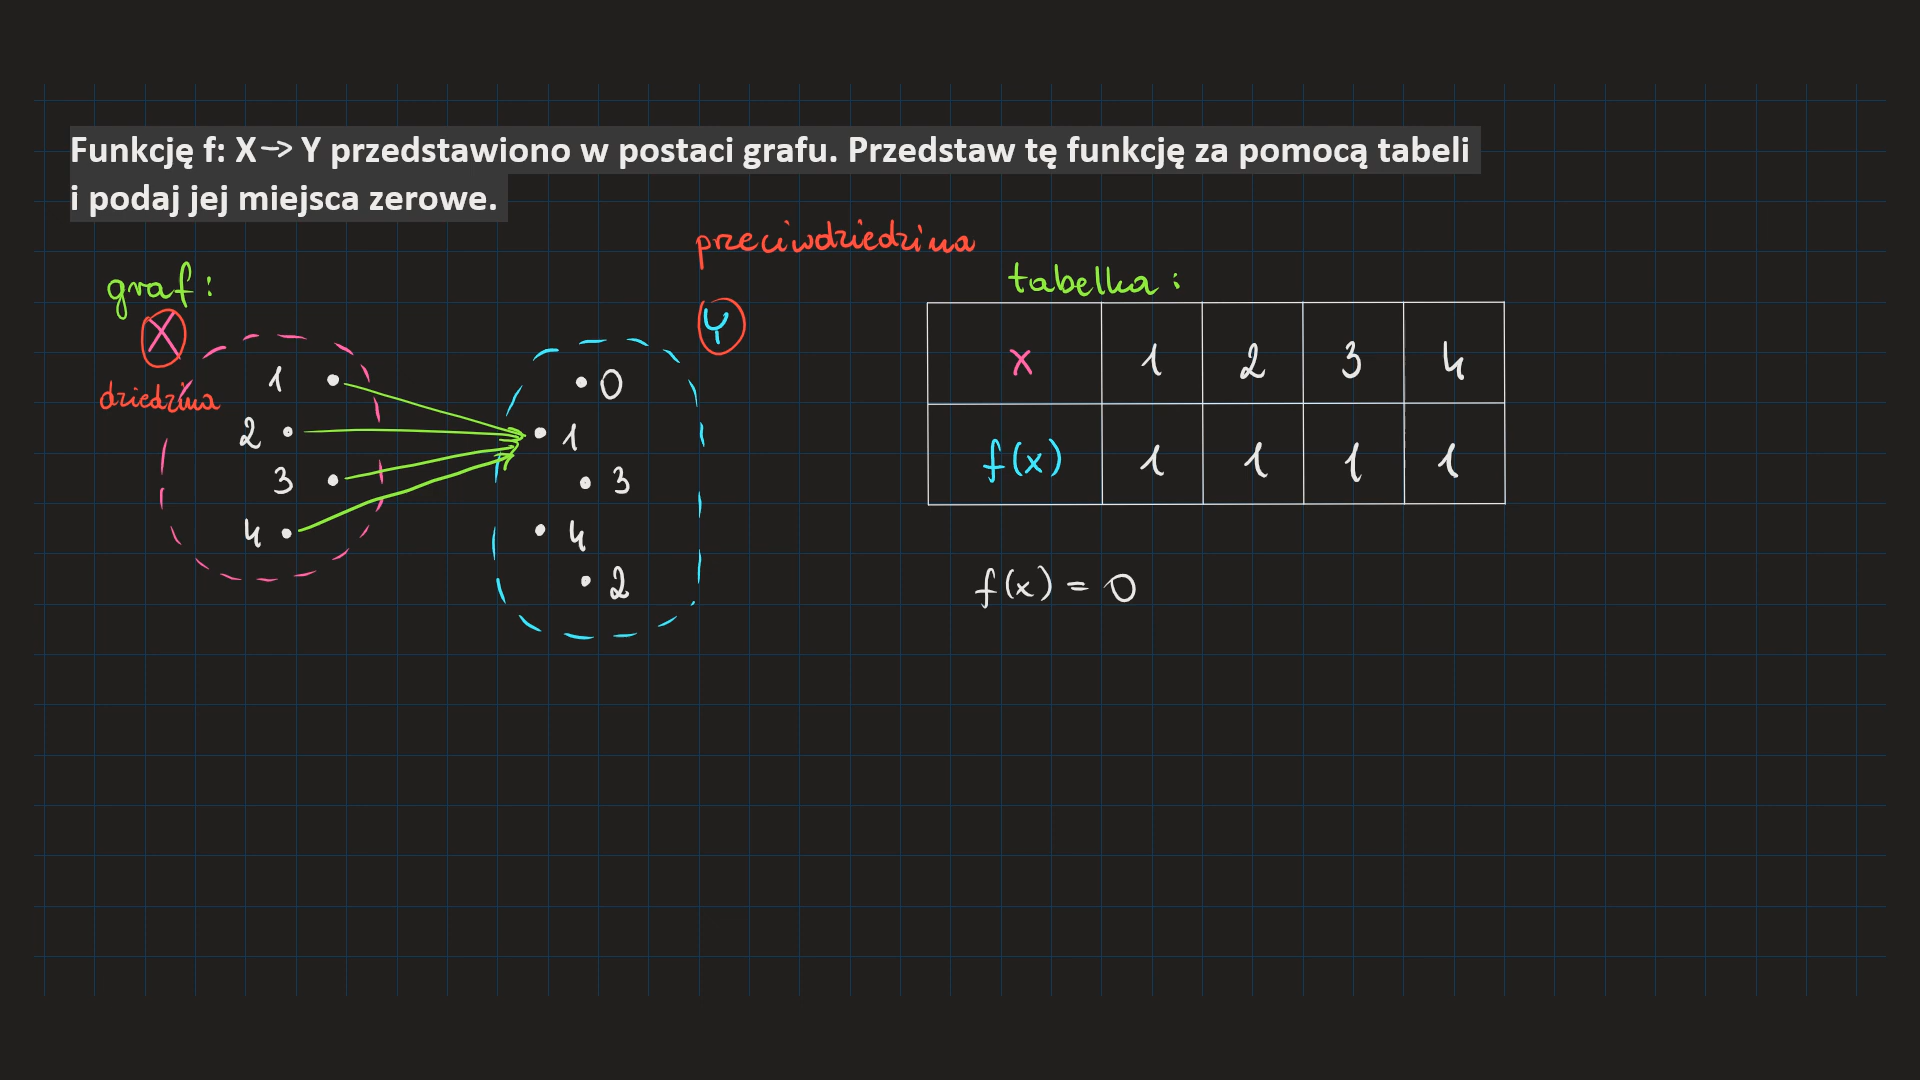 Funkcję f: X -> Y przedstawiono w postaci grafu. Przedstaw tę funkcję za pomocą tabeli
i podaj jej miejsca zerowe.
graf:
X
dziedzina
1
2
3
4
przeciwdziedzina
Y
0
1
3
4
2
tabelka:
x 1 2 3 4
f(x) 1 1 1 1
f(x) = 0